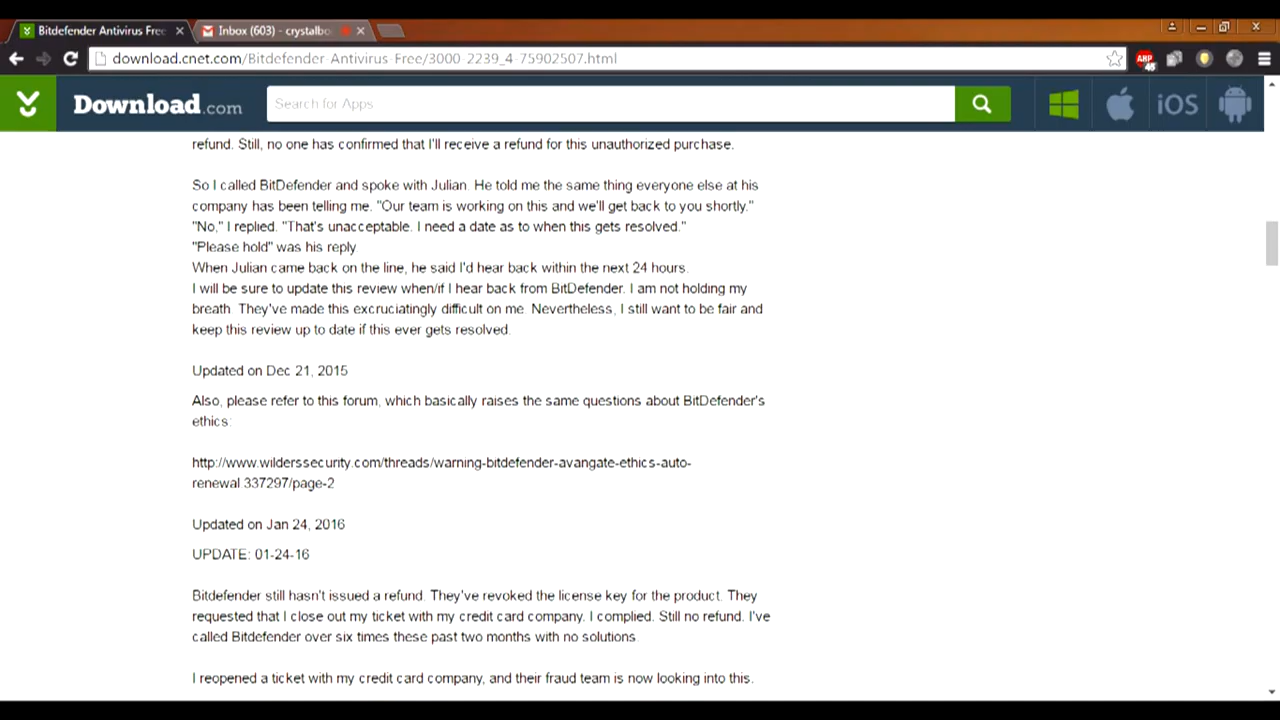 Bitdefender Antivirus Free
Inbox (603) - crystalbo
download.cnet.com/Bitdefender-Antivirus-Free/3000-2239_4-75902507.html
ABP
46
Download.com
Search for Apps
iOS
refund. Still, no one has confirmed that I'll receive a refund for this unauthorized purchase.
So I called BitDefender and spoke with Julian. He told me the same thing everyone else at his
company has been telling me. "Our team is working on this and we'll get back to you shortly."
"No," I replied. "That's unacceptable. I need a date as to when this gets resolved."
"Please hold" was his reply
When Julian came back on the line, he said I'd hear back within the next 24 hours.
I will be sure to update this review when/if I hear back from BitDefender. I am not holding my
breath. They've made this excruciatingly difficult on me. Nevertheless, I still want to be fair and
keep this review up to date if this ever gets resolved.
Updated on Dec 21, 2015
Also, please refer to this forum, which basically raises the same questions about BitDefender's
ethics:
http://www.wilderssecurity.com/threads/warning-bitdefender-avangate-ethics-auto-
renewal 337297/page-2
Updated on Jan 24, 2016
UPDATE: 01-24-16
Bitdefender still hasn't issued a refund. They've revoked the license key for the product. They
requested that I close out my ticket with my credit card company. I complied. Still no refund. I've
called Bitdefender over six times these past two months with no solutions.
I reopened a ticket with my credit card company, and their fraud team is now looking into this.